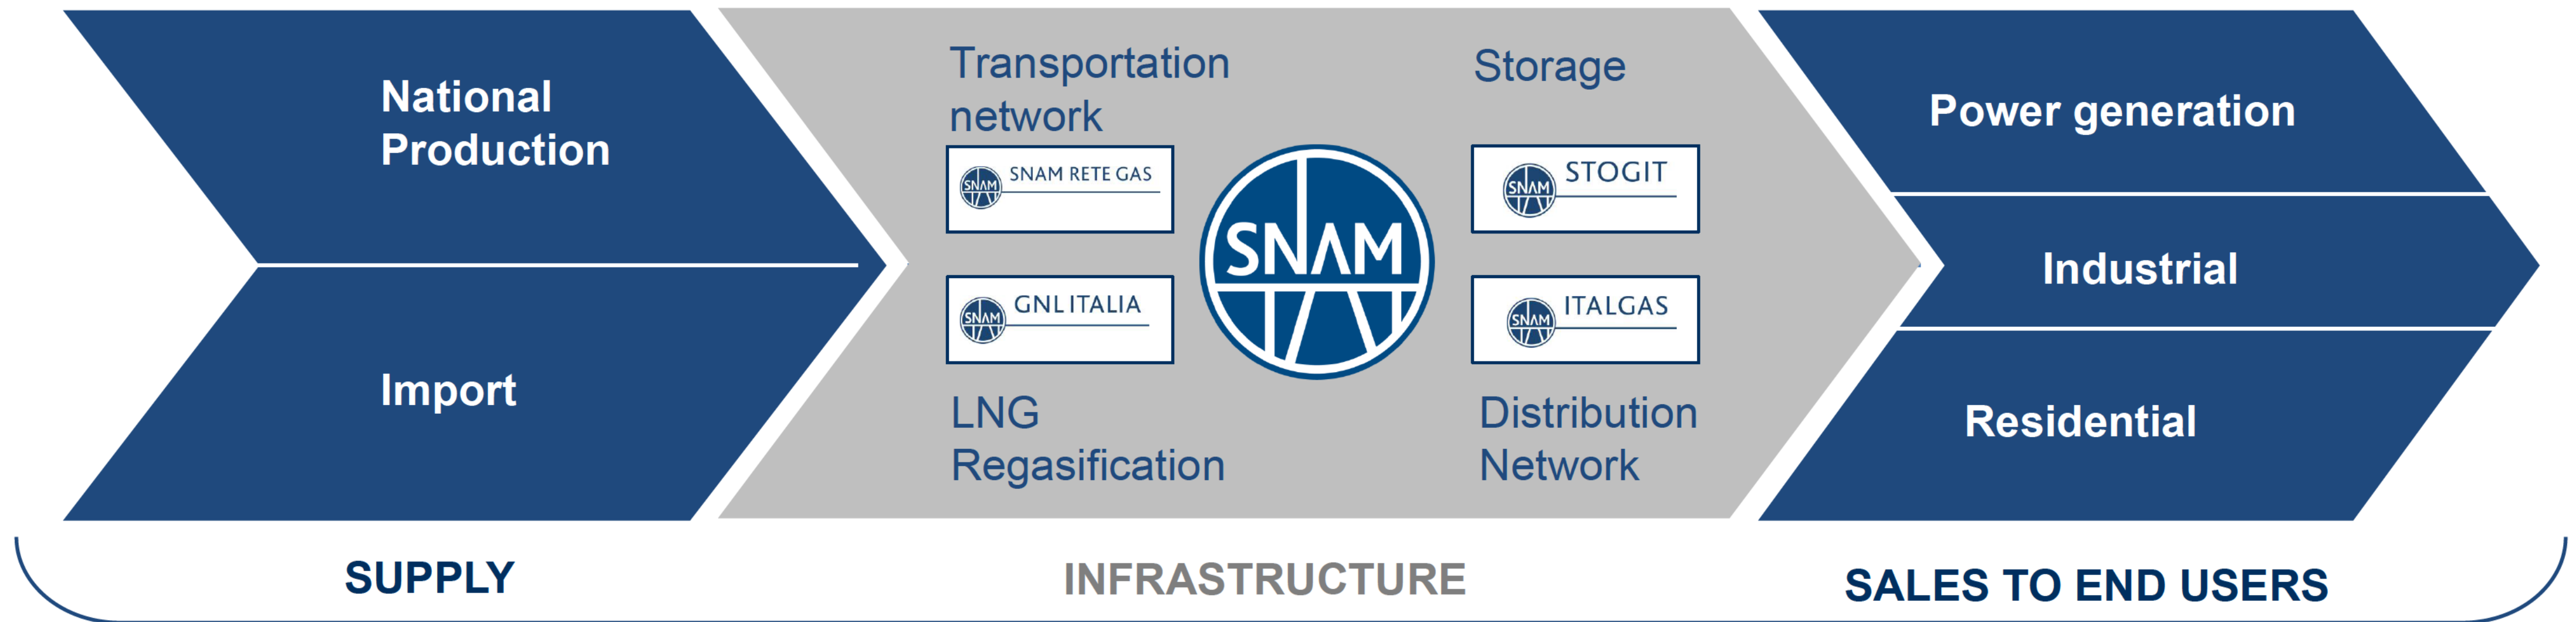 National
Production
Import
Transportation
network
SNAM
SNAM RETE GAS
SNAM
GNL ITALIA
LNG
Regasification
SNAM
Storage
SNAM
STOGIT
SNAM
ITALGAS
Distribution
Network
Power generation
Industrial
Residential
SUPPLY
INFRASTRUCTURE
SALES TO END USERS